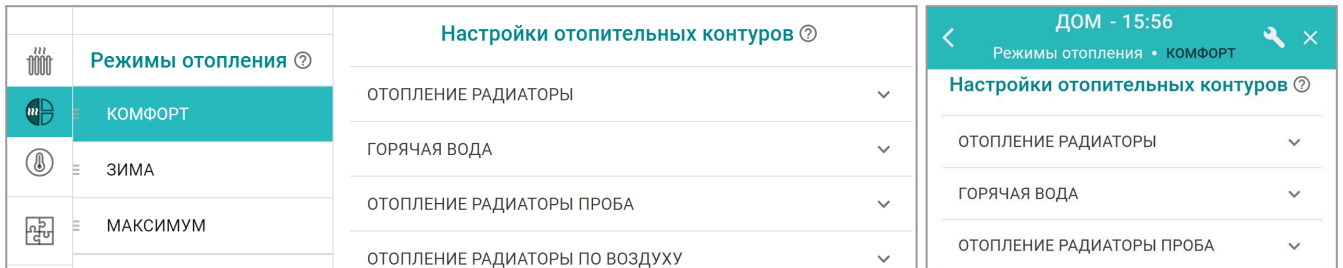 Режимы отопления
КОМФОРТ
ЗИМА
МАКСИМУМ
Настройки отопительных контуров
ОТОПЛЕНИЕ РАДИАТОРЫ
ГОРЯЧАЯ ВОДА
ОТОПЛЕНИЕ РАДИАТОРЫ ПРОБА
ОТОПЛЕНИЕ РАДИАТОРЫ ПО ВОЗДУХУ
ДОМ - 15:56
Режимы отопления • КОМФОРТ
Настройки отопительных контуров
ОТОПЛЕНИЕ РАДИАТОРЫ
ГОРЯЧАЯ ВОДА
ОТОПЛЕНИЕ РАДИАТОРЫ ПРОБА